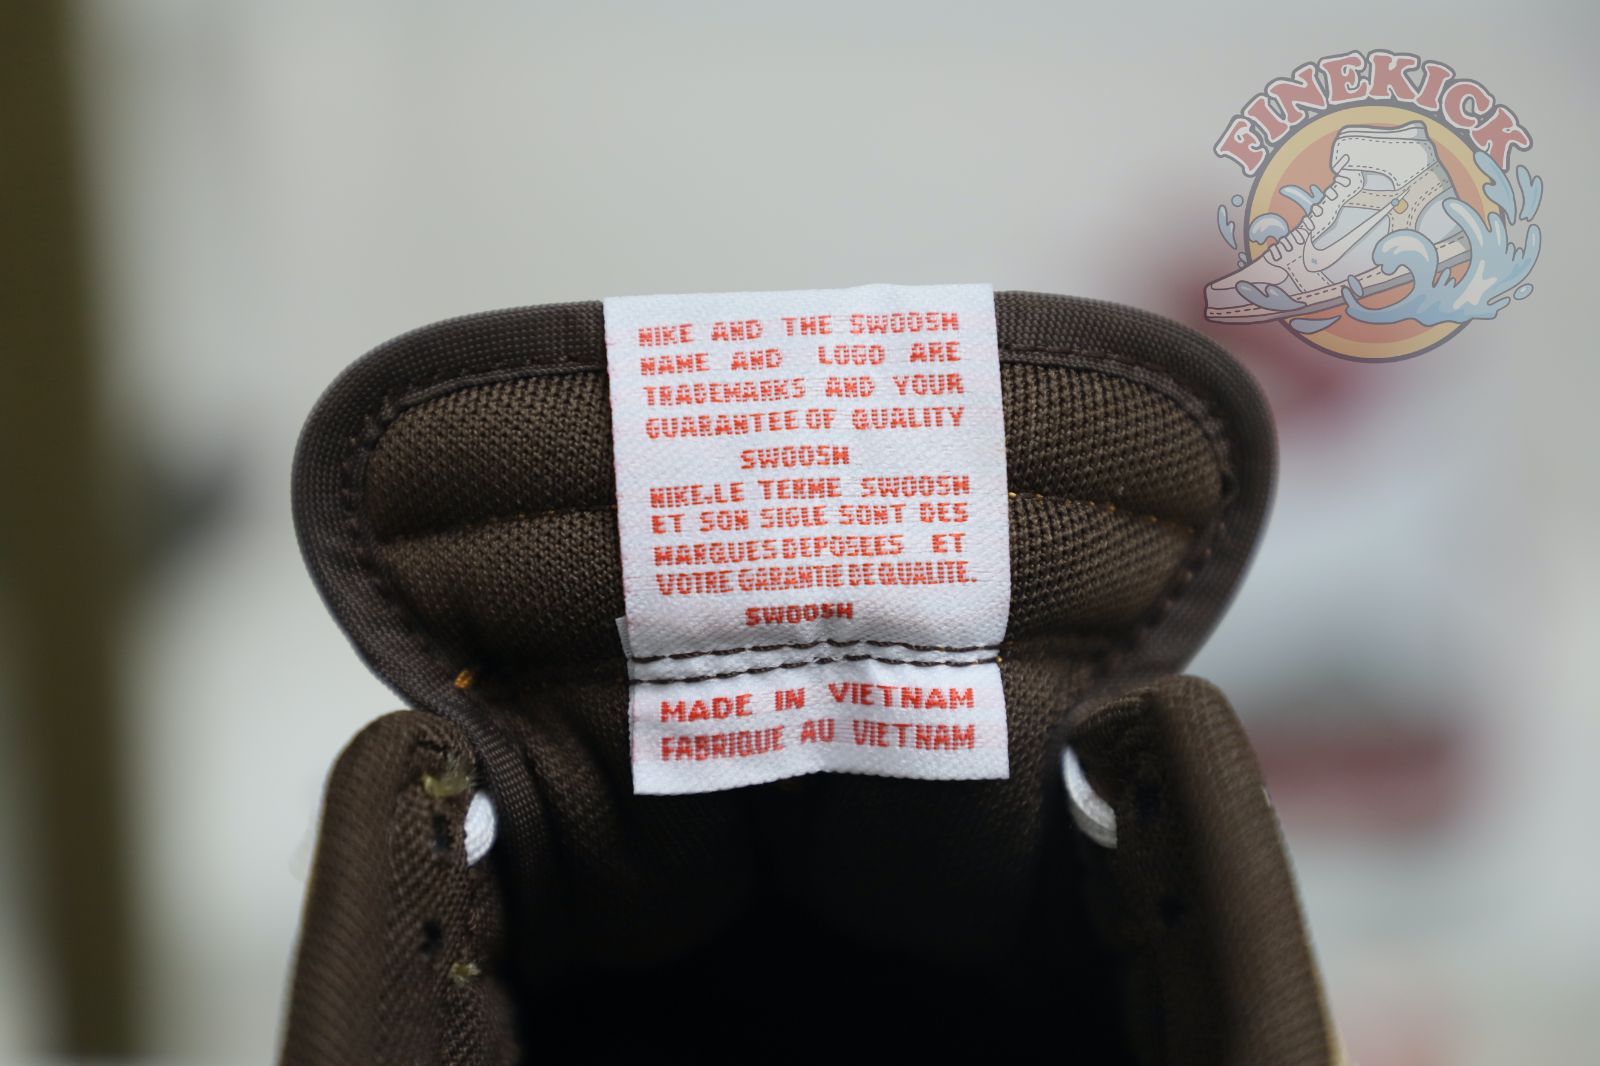 FINEKICK
NIKE AND THE SWOOSH
NAME AND LOGO ARE
TRADEMARKS AND YOUR
GUARANTEE OF QUALITY
SWOOSH
NIKE.LE TERME SWOOSH
ET SON SIGLE SONT DES
MARQUES DEPOSEES ET
VOTRE GARANTIE DE QUALITE.
SWOOSH
MADE IN VIETNAM
FABRIQUE AU VIETNAM